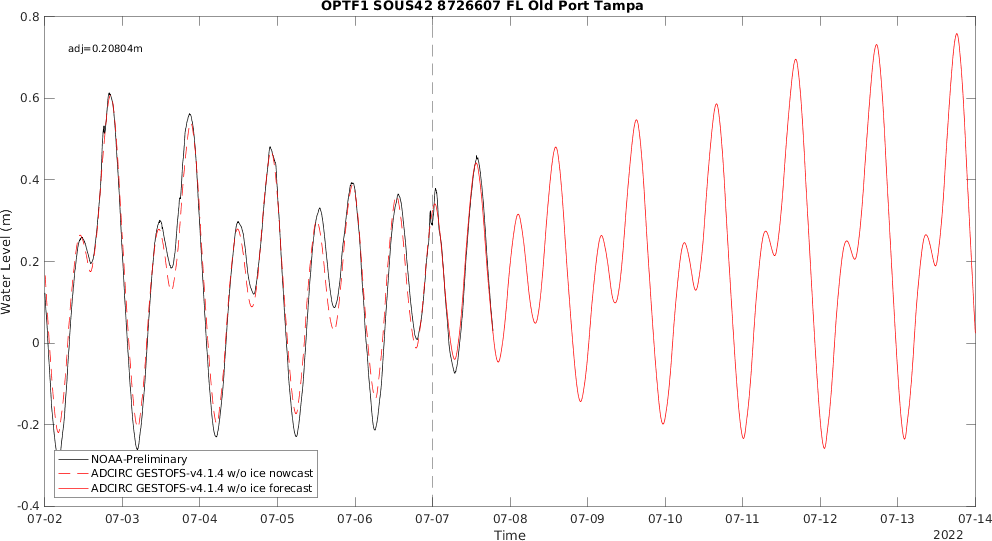 OPTF1 SOUS42 8726607 FL Old Port Tampa
0.8
adj=0.20804m
0.6
0.4
Water Level (m)
0.2
0
-0.2
NOAA-Preliminary
ADCIRC GESTOFS-v4.1.4 w/o ice nowcast
ADCIRC GESTOFS-v4.1.4 w/o ice forecast
-0.4
07-02 07-03 07-04 07-05 07-06 07-07 07-08 07-09 07-10 07-11 07-12 07-13 07-14
Time 2022